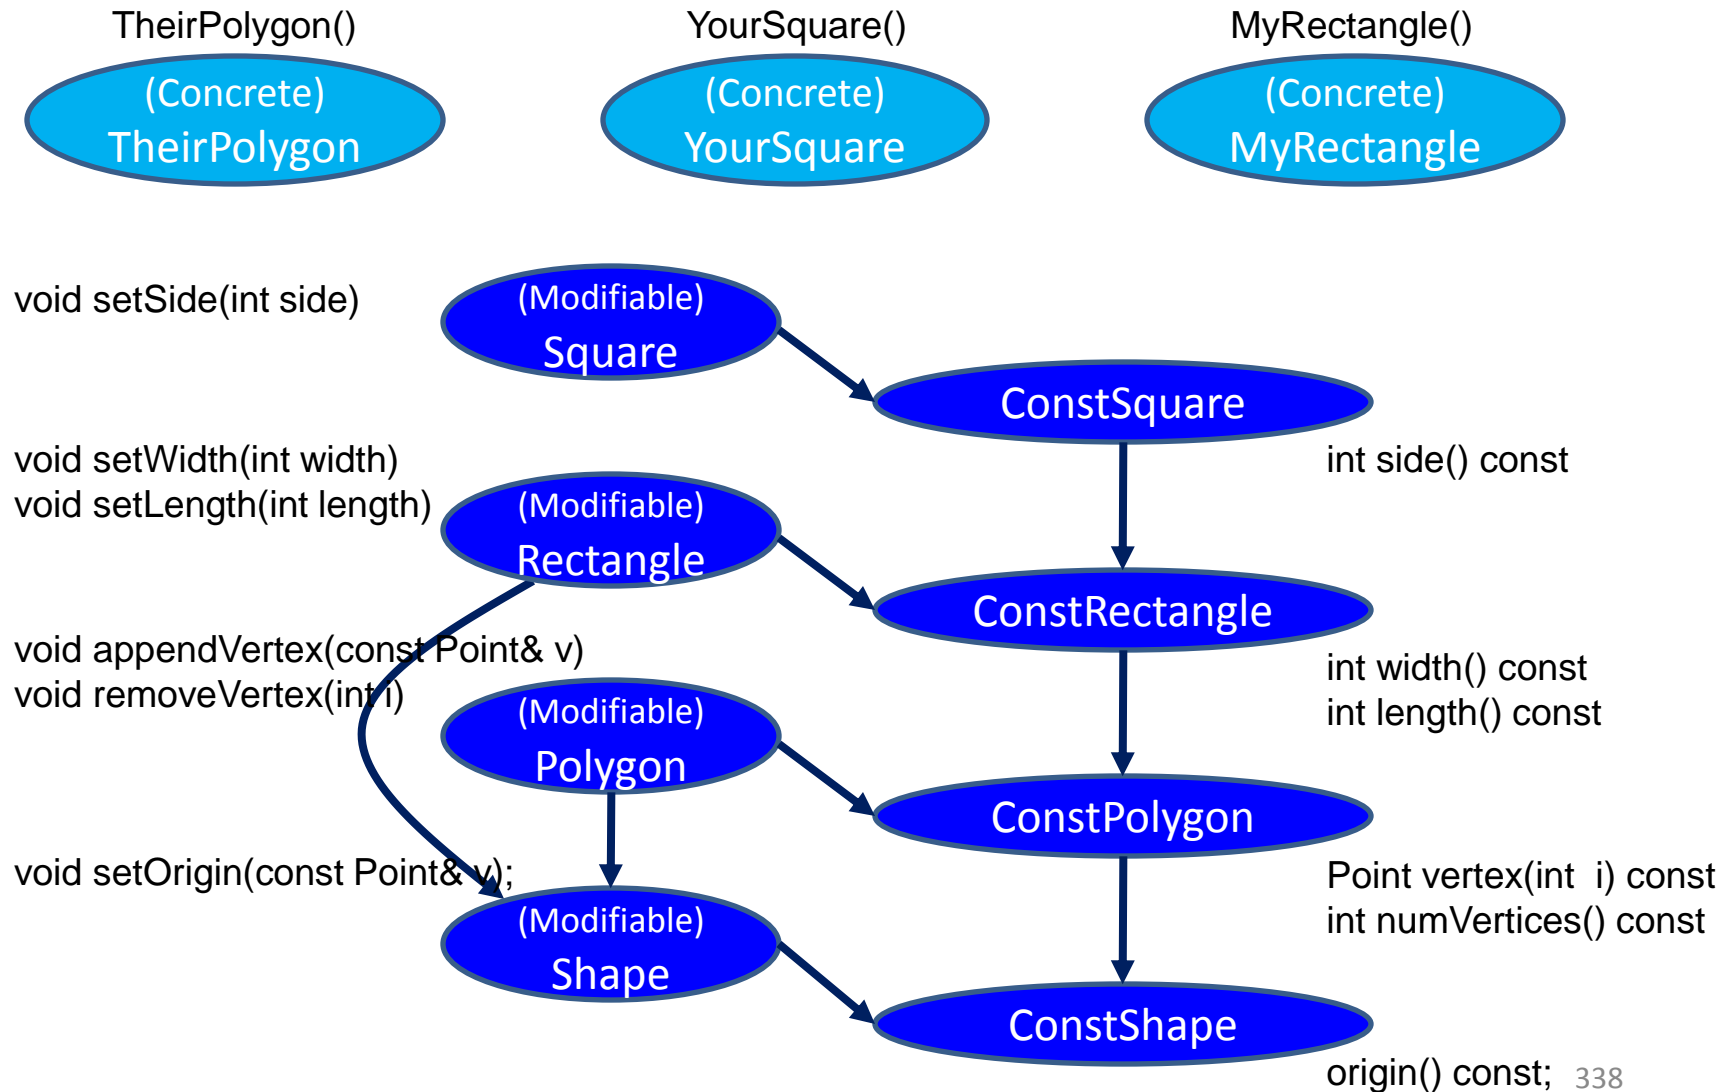 TheirPolygon()
YourSquare()
MyRectangle()
(Concrete)
TheirPolygon
(Concrete)
YourSquare
(Concrete)
MyRectangle
void setSide(int side)
(Modifiable)
Square
ConstSquare
int side() const
void setWidth(int width)
void setLength(int length)
(Modifiable)
Rectangle
ConstRectangle
int width() const
int length() const
void appendVertex(const Point& v)
void removeVertex(int i)
(Modifiable)
Polygon
ConstPolygon
Point vertex(int i) const
int numVertices() const
void setOrigin(const Point& v);
(Modifiable)
Shape
ConstShape
origin() const;
338